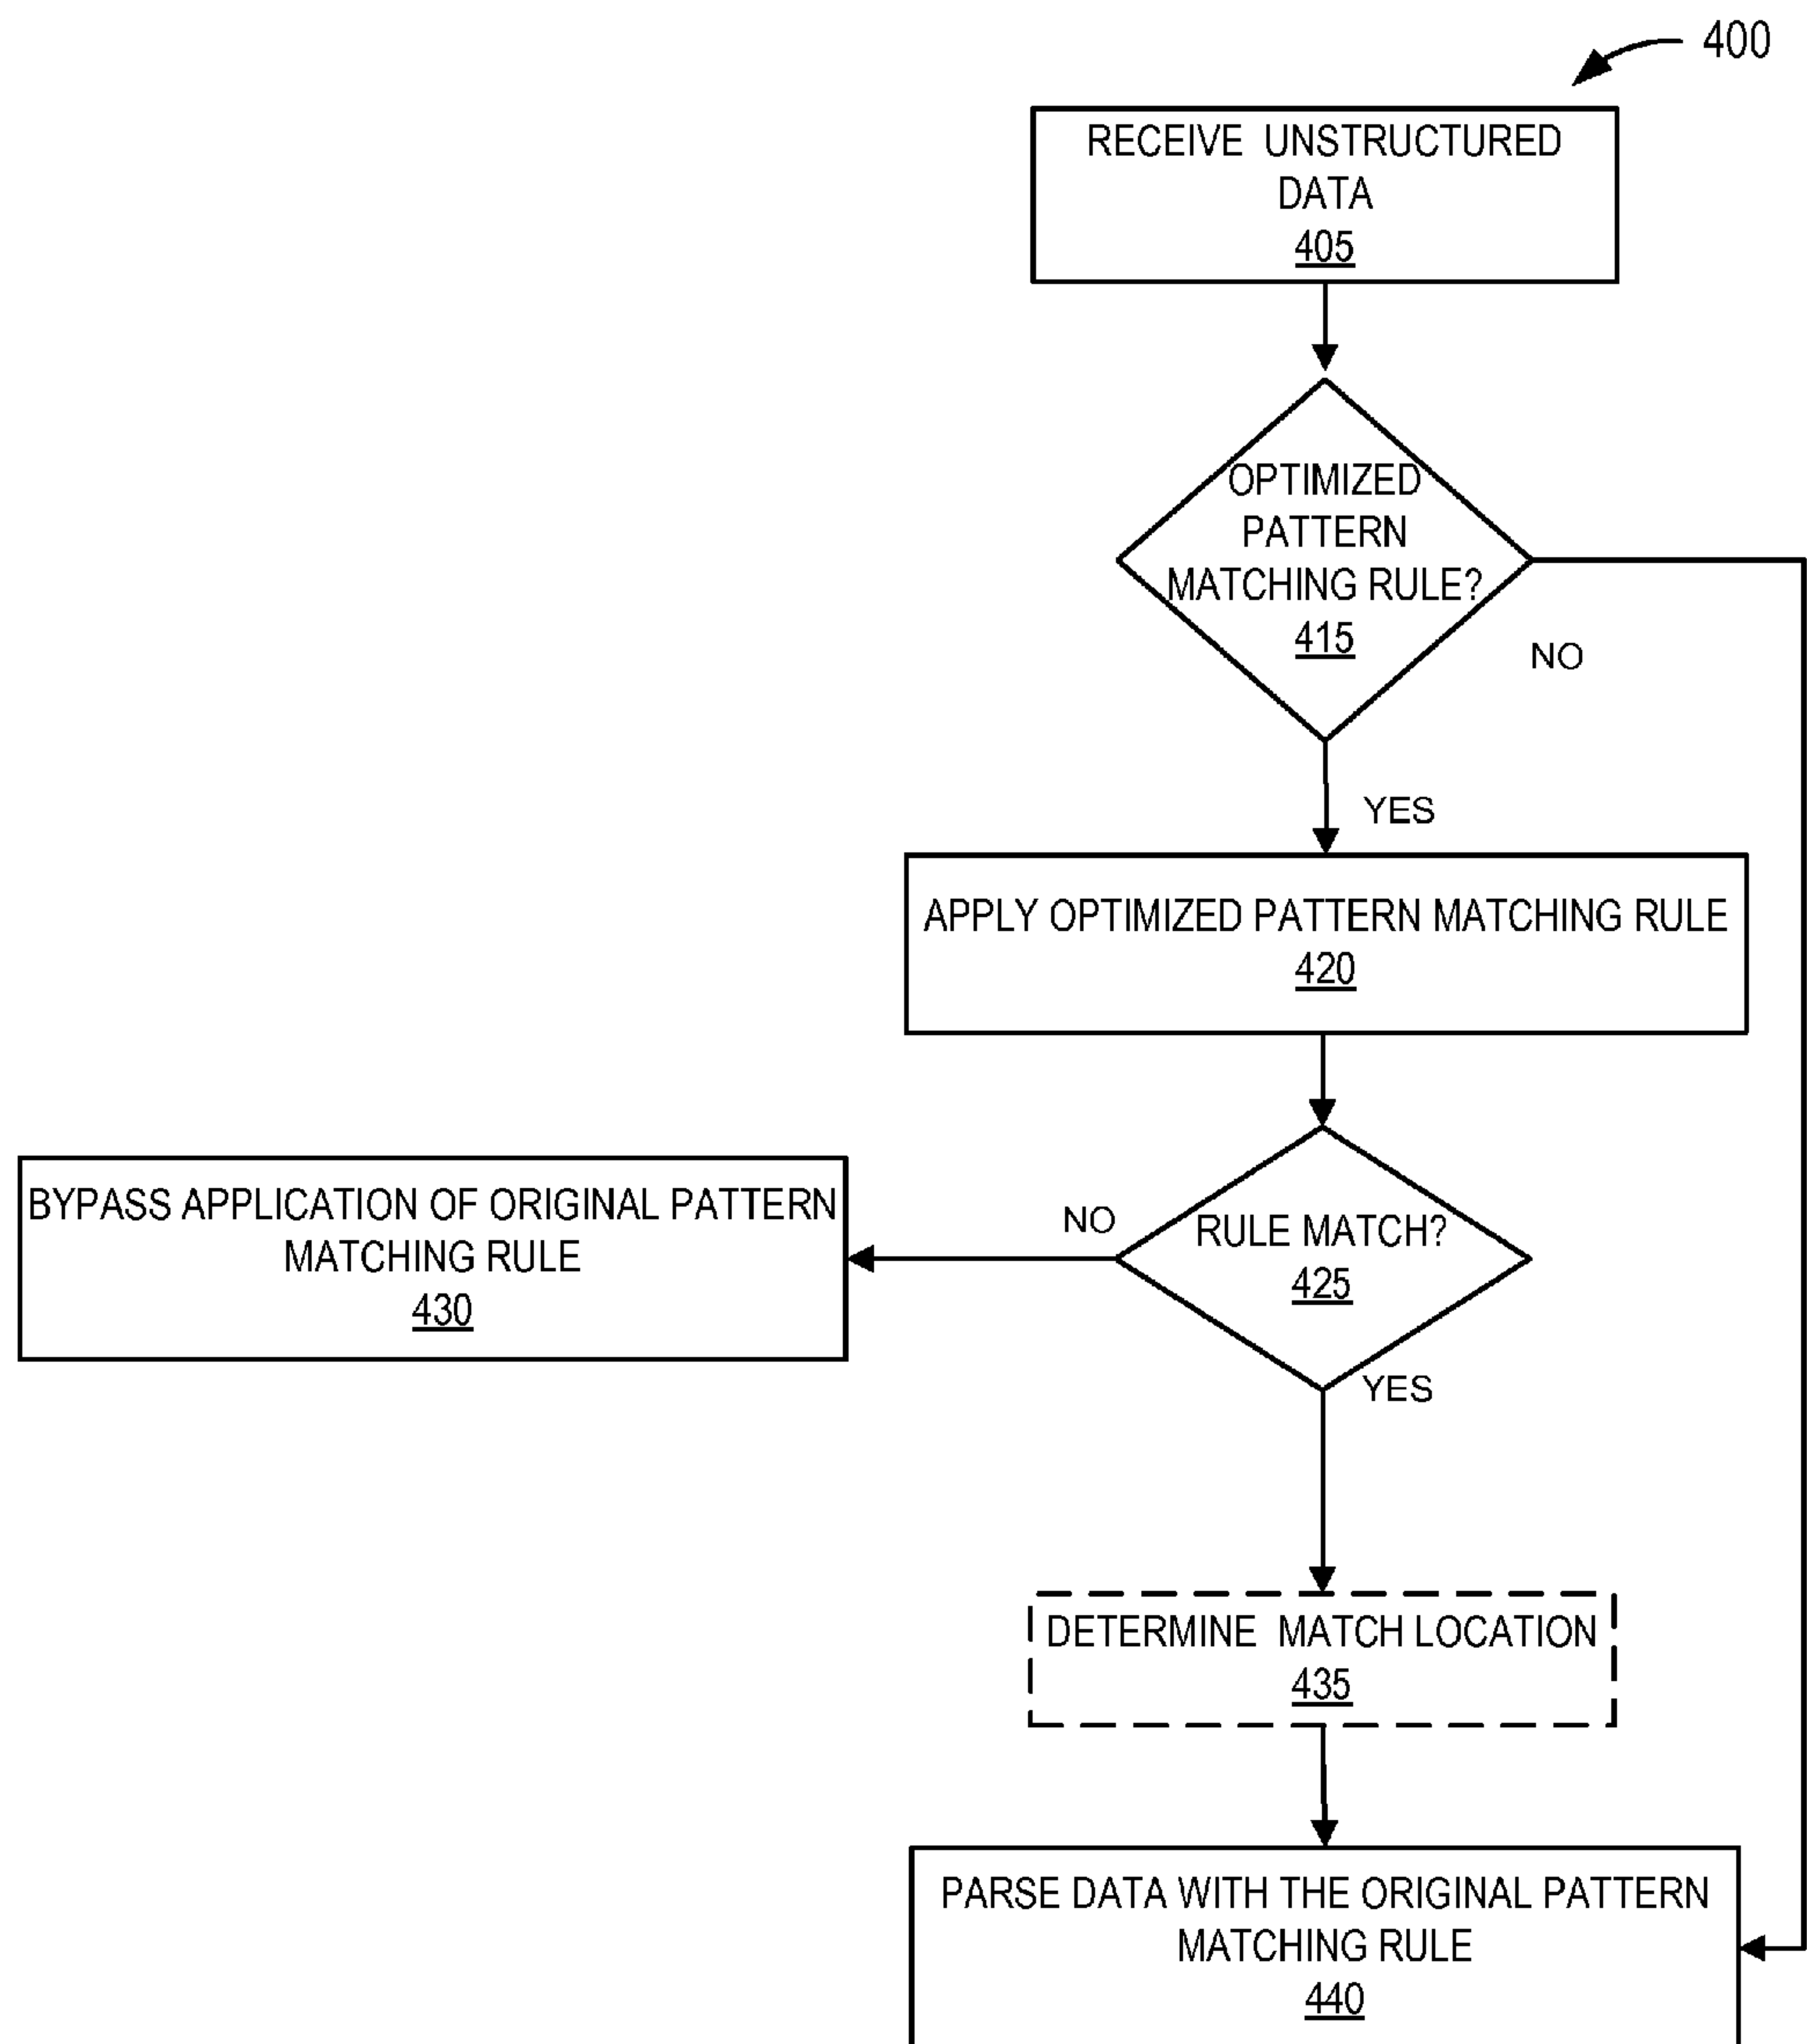 400
RECEIVE UNSTRUCTURED
DATA
405
OPTIMIZED
PATTERN
MATCHING RULE?
415
NO
YES
APPLY OPTIMIZED PATTERN MATCHING RULE
420
BYPASS APPLICATION OF ORIGINAL PATTERN
MATCHING RULE
430
NO
RULE MATCH?
425
YES
DETERMINE MATCH LOCATION
435
PARSE DATA WITH THE ORIGINAL PATTERN
MATCHING RULE
440